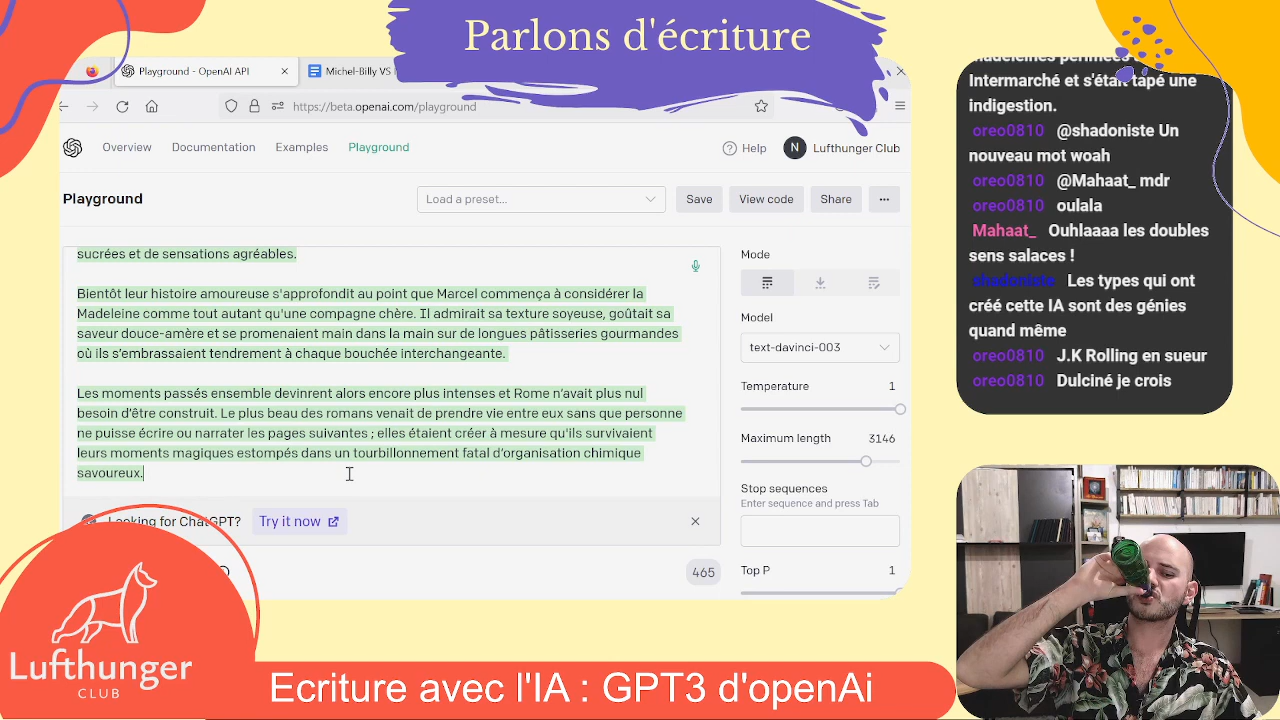 Parlons d'écriture
Playground - OpenAI API
Michel-Billy VS
https://beta.openai.com/playground
Overview
Documentation
Examples
Playground
Help
N
Lufthunger Club
Playground
Load a preset...
Save
View code
Share
...
sucrées et de sensations agréables.
Bientôt leur histoire amoureuse s'approfondit au point que Marcel commença à considérer la
Madeleine comme tout autant qu'une compagne chère. Il admirait sa texture soyeuse, goûtait sa
saveur douce-amère et se promenaient main dans la main sur de longues pâtisseries gourmandes
où ils s'embrassaient tendrement à chaque bouchée interchangeante.
Les moments passés ensemble devinrent alors encore plus intenses et Rome n'avait plus nul
besoin d'être construit. Le plus beau des romans venait de prendre vie entre eux sans que personne
ne puisse écrire ou narrater les pages suivantes ; elles étaient créer à mesure qu'ils survivaient
leurs moments magiques estompés dans un tourbillonnement fatal d'organisation chimique
savoureux.
Looking for ChatGPT?
Try it now
465
Mode
Model
text-davinci-003
Temperature
1
Maximum length
3146
Stop sequences
Enter sequence and press Tab
Top P
1
madeleines périmées
Intermarché et s'était tapé une
indigestion.
oreo0810 @shadoniste Un
nouveau mot woah
oreo0810 @Mahaat_ mdr
oreo0810 oulala
Mahaat_ Ouhlaaaa les doubles
sens salaces !
shadoniste Les types qui ont
créé cette IA sont des génies
quand même
oreo0810 J.K Rolling en sueur
oreo0810 Dulciné je crois
Lufthunger
CLUB
Ecriture avec l'IA : GPT3 d'openAi